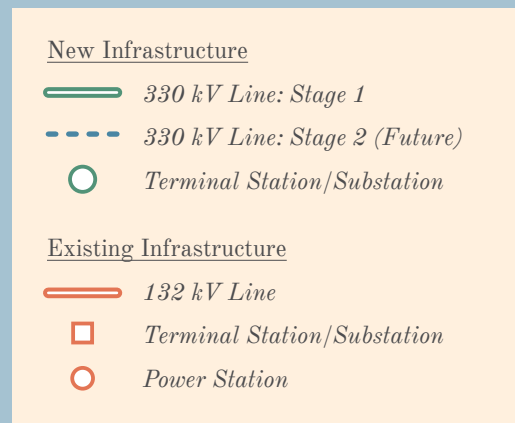 New Infrastructure
330 kV Line: Stage 1
330 kV Line: Stage 2 (Future)
Terminal Station/Substation
Existing Infrastructure
132 kV Line
Terminal Station/Substation
Power Station